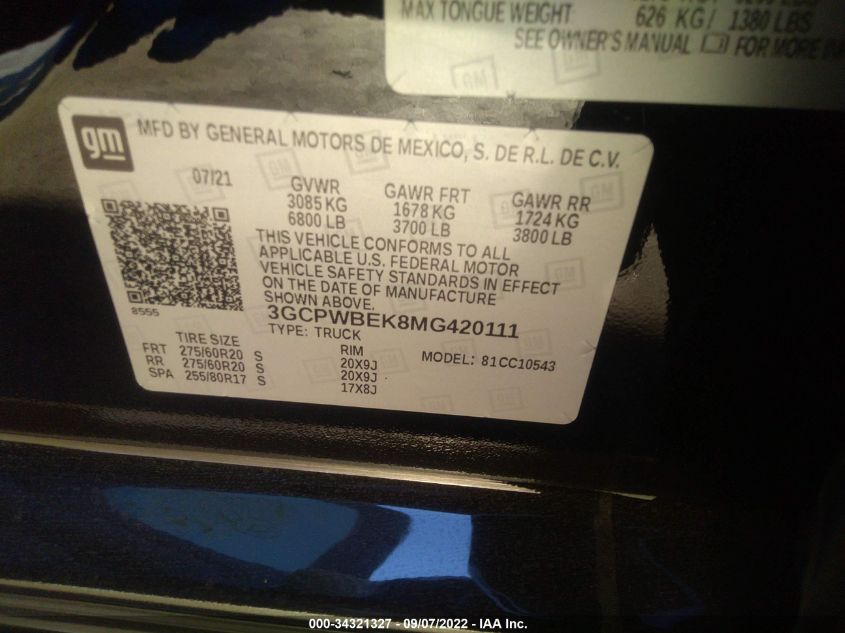 MAX TONGUE WEIGHT 626 KG/ 1380 LBS
SEE OWNER'S MANUAL FOR MORE
gm
MFD BY GENERAL MOTORS DE MEXICO, S. DE R.L. DE C.V.
07/21
GVWR GAWR FRT GAWR RR
3085 KG 1678 KG 1724 KG
6800 LB 3700 LB 3800 LB
THIS VEHICLE CONFORMS TO ALL
APPLICABLE U.S. FEDERAL MOTOR
VEHICLE SAFETY STANDARDS IN EFFECT
ON THE DATE OF MANUFACTURE
SHOWN ABOVE.
8555
3GCPWBEK8MG420111
TYPE: TRUCK
TIRE SIZE RIM MODEL: 81CC10543
FRT 275/60R20 S 20X9J
RR 275/60R20 S 20X9J
SPA 255/80R17 S 17X8J
000-34321327 - 09/07/2022 - IAA Inc.